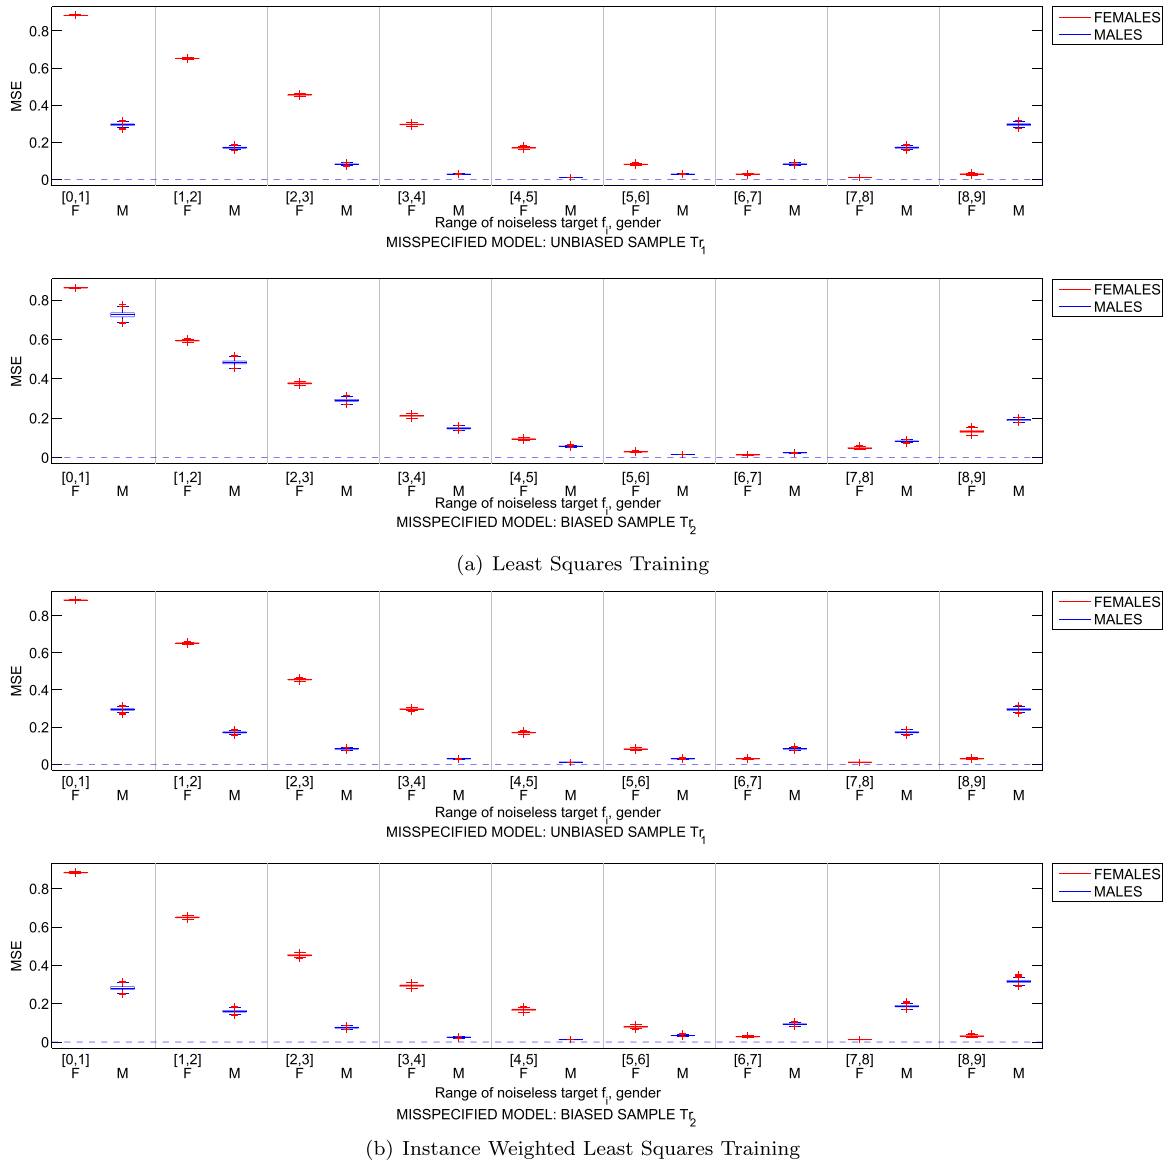 FEMALES
MALES
MSE
0.8
0.6
0.4
0.2
0
[0,1] [1,2] [2,3] [3,4] [4,5] [5,6] [6,7] [7,8] [8,9]
F M F M F M F M F M F M F M F M F M
Range of noiseless target fi, gender
MISSPECIFIED MODEL: UNBIASED SAMPLE Tr1
FEMALES
MALES
MSE
0.8
0.6
0.4
0.2
0
[0,1] [1,2] [2,3] [3,4] [4,5] [5,6] [6,7] [7,8] [8,9]
F M F M F M F M F M F M F M F M F M
Range of noiseless target fi, gender
MISSPECIFIED MODEL: BIASED SAMPLE Tr2
(a) Least Squares Training
FEMALES
MALES
MSE
0.8
0.6
0.4
0.2
0
[0,1] [1,2] [2,3] [3,4] [4,5] [5,6] [6,7] [7,8] [8,9]
F M F M F M F M F M F M F M F M F M
Range of noiseless target fi, gender
MISSPECIFIED MODEL: UNBIASED SAMPLE Tr1
FEMALES
MALES
MSE
0.8
0.6
0.4
0.2
0
[0,1] [1,2] [2,3] [3,4] [4,5] [5,6] [6,7] [7,8] [8,9]
F M F M F M F M F M F M F M F M F M
Range of noiseless target fi, gender
MISSPECIFIED MODEL: BIASED SAMPLE Tr2
(b) Instance Weighted Least Squares Training